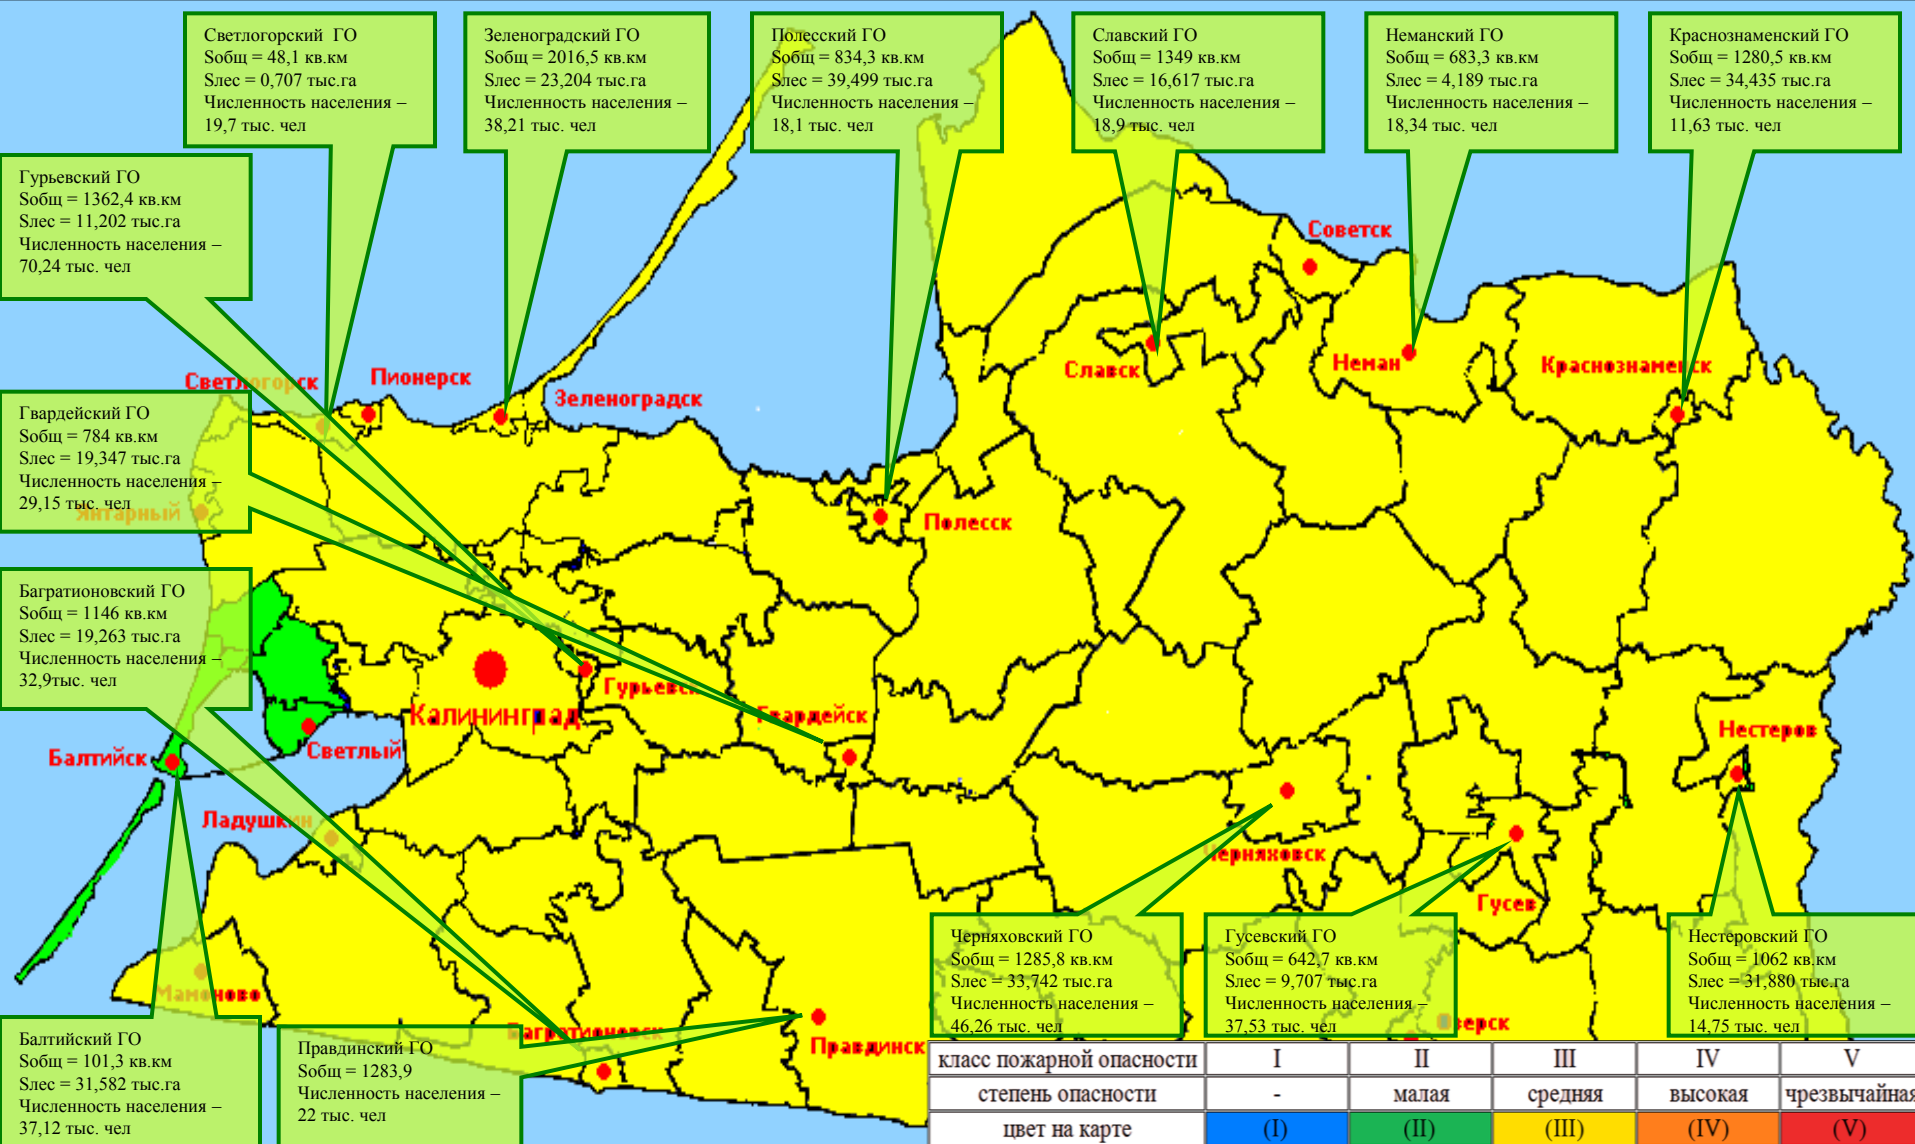 Светлогорский ГО
Sобщ = 48,1 кв.км
Sлес = 0,707 тыс.га
Численность населения –
19,7 тыс. чел
Зеленоградский ГО
Sобщ = 2016,5 кв.км
Sлес = 23,204 тыс.га
Численность населения –
38,21 тыс. чел
Полесский ГО
Sобщ = 834,3 кв.км
Sлес = 39,499 тыс.га
Численность населения –
18,1 тыс. чел
Славский ГО
Sобщ = 1349 кв.км
Sлес = 16,617 тыс.га
Численность населения –
18,9 тыс. чел
Неманский ГО
Sобщ = 683,3 кв.км
Sлес = 4,189 тыс.га
Численность населения –
18,34 тыс. чел
Краснознаменский ГО
Sобщ = 1280,5 кв.км
Sлес = 34,435 тыс.га
Численность населения –
11,63 тыс. чел
Гурьевский ГО
Sобщ = 1362,4 кв.км
Sлес = 11,202 тыс.га
Численность населения –
70,24 тыс. чел
Советск
Славск
Неман
Краснознаменск
Светлогорск
Пионерск
Зеленоградск
Гвардейский ГО
Sобщ = 784 кв.км
Sлес = 19,347 тыс.га
Численность населения –
29,15 тыс. чел
Янтарный
Полесск
Багратионовский ГО
Sобщ = 1146 кв.км
Sлес = 19,263 тыс.га
Численность населения –
32,9тыс. чел
Гурьевск
Калининград
Гвардейск
Нестеров
Светлый
Балтийск
Ладушкин
Черняховск
Гусев
Черняховский ГО
Sобщ = 1285,8 кв.км
Sлес = 33,742 тыс.га
Численность населения –
46,26 тыс. чел
Гусевский ГО
Sобщ = 642,7 кв.км
Sлес = 9,707 тыс.га
Численность населения –
37,53 тыс. чел
Нестеровский ГО
Sобщ = 1062 кв.км
Sлес = 31,880 тыс.га
Численность населения –
14,75 тыс. чел
Мамоново
Багратионовск
Правдинск
Озерск
Балтийский ГО
Sобщ = 101,3 кв.км
Sлес = 31,582 тыс.га
Численность населения –
37,12 тыс. чел
Правдинский ГО
Sобщ = 1283,9
Численность населения –
22 тыс. чел
класс пожарной опасности I II III IV V
степень опасности - малая средняя высокая чрезвычайная
цвет на карте (I) (II) (III) (IV) (V)